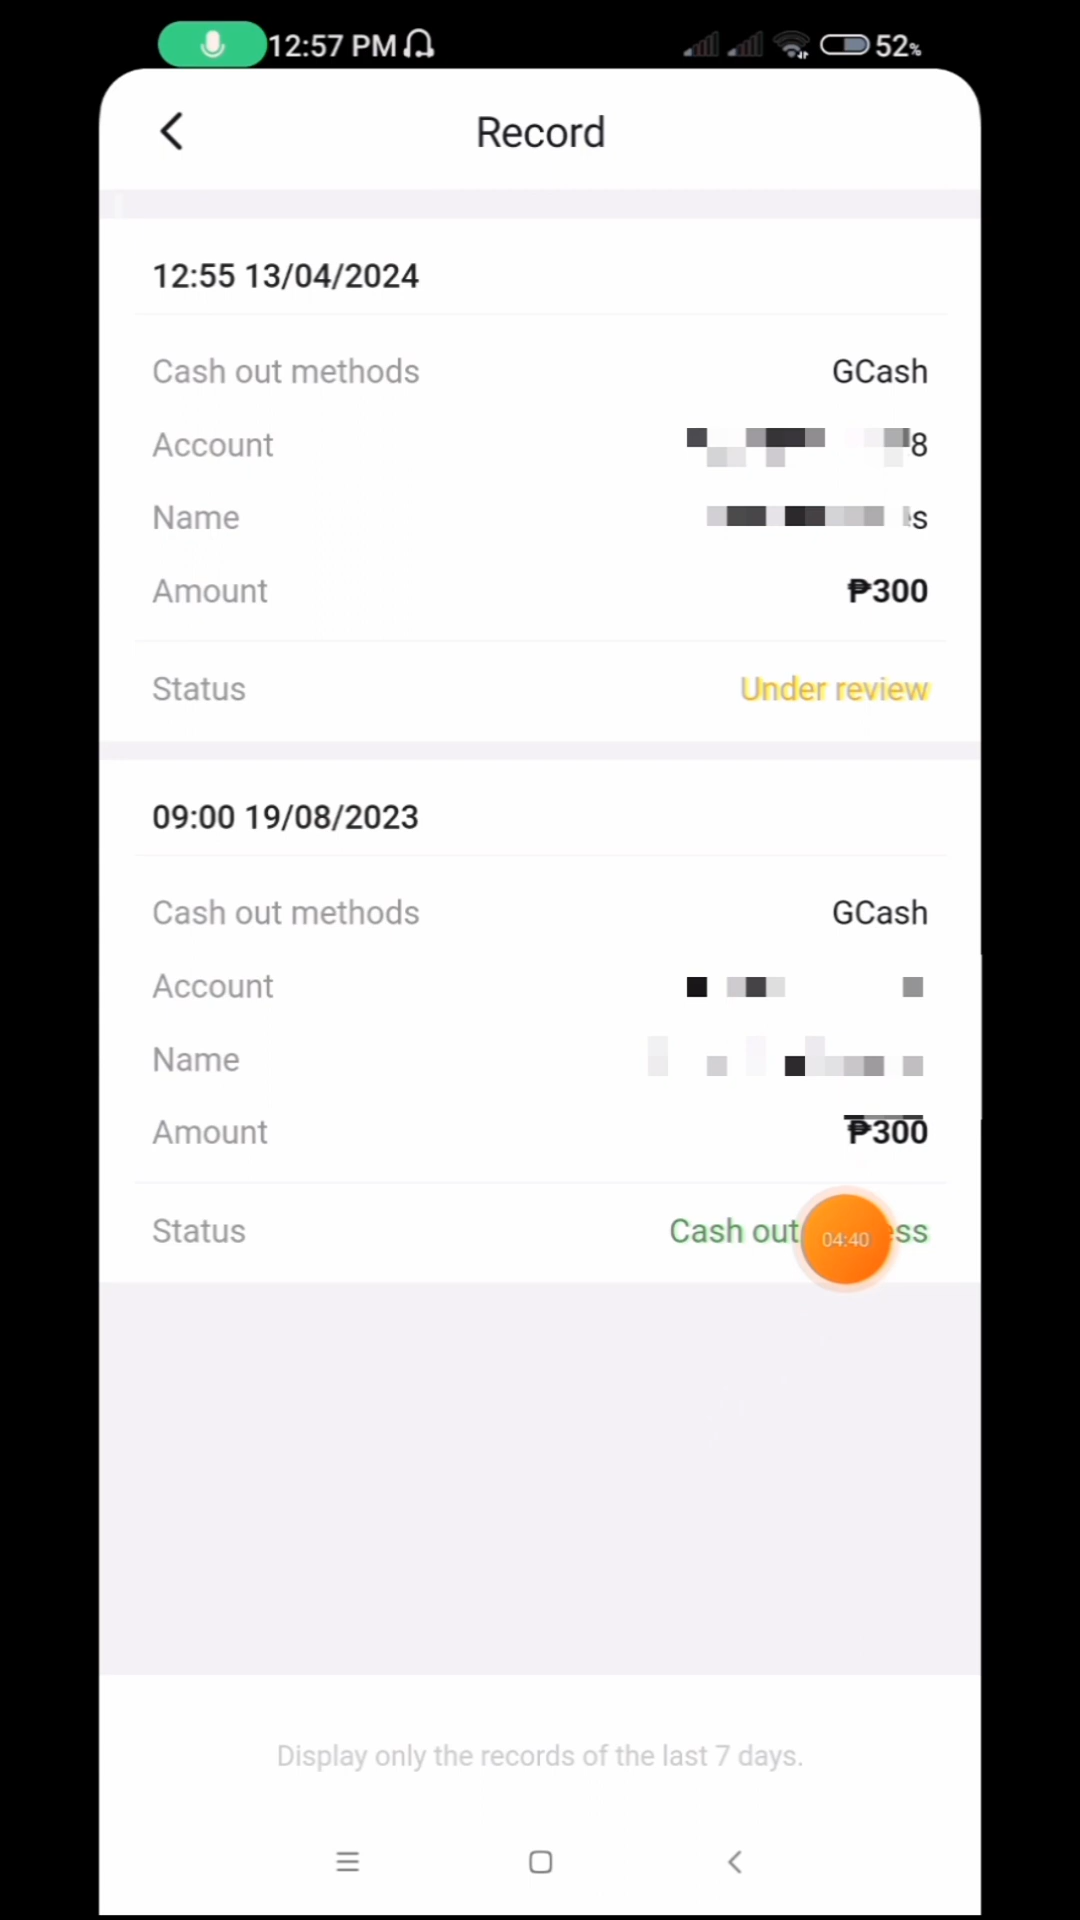 12:57 PM 52%
Record
12:55 13/04/2024
Cash out methods GCash
Account 8
Name s
Amount ₱300
Status Under review
09:00 19/08/2023
Cash out methods GCash
Account
Name
Amount ₱300
Status Cash out ss
04:40
Display only the records of the last 7 days.